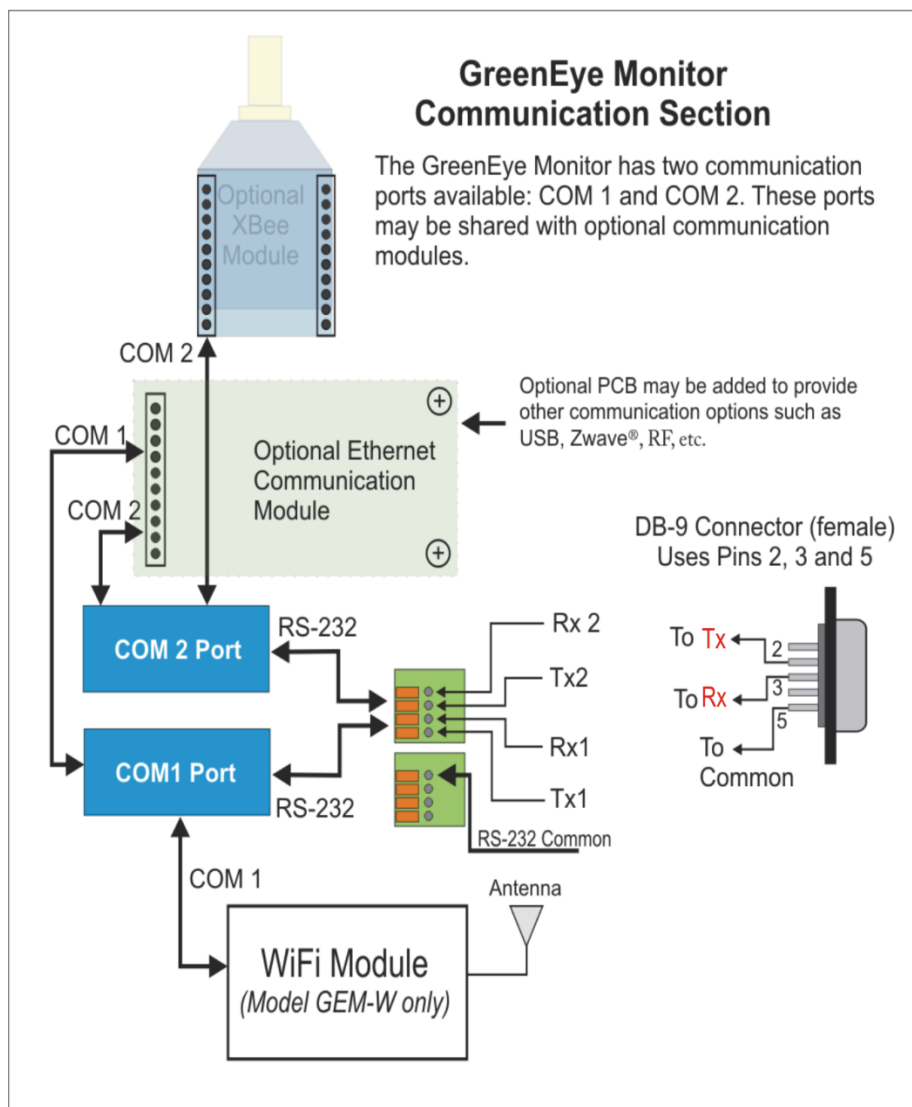 GreenEye Monitor
Communication Section
The GreenEye Monitor has two communication
ports available: COM 1 and COM 2. These ports
may be shared with optional communication
modules.
Optional
XBee
Module
COM 2
Optional PCB may be added to provide
other communication options such as
USB, Zwave®, RF, etc.
COM 1
Optional Ethernet
Communication
Module
COM 2
DB-9 Connector (female)
Uses Pins 2, 3 and 5
COM 2 Port
RS-232
Rx 2
Tx2
Rx1
Tx1
To Tx
2
To Rx
3
5
To
Common
COM1 Port
RS-232
RS-232 Common
COM 1
Antenna
WiFi Module
(Model GEM-W only)